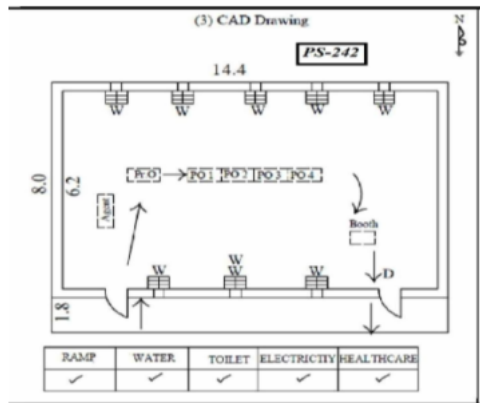 (3) CAD Drawing
N
PS-242
14.4
W W W W W
8.0
6.2
PrO PO 1 PO 2 PO 3 PO 4
Agent
Booth
W
W W W
D
1.8
RAMP WATER TOILET ELECTRICITY HEALTHCARE
✓ ✓ ✓ ✓ ✓